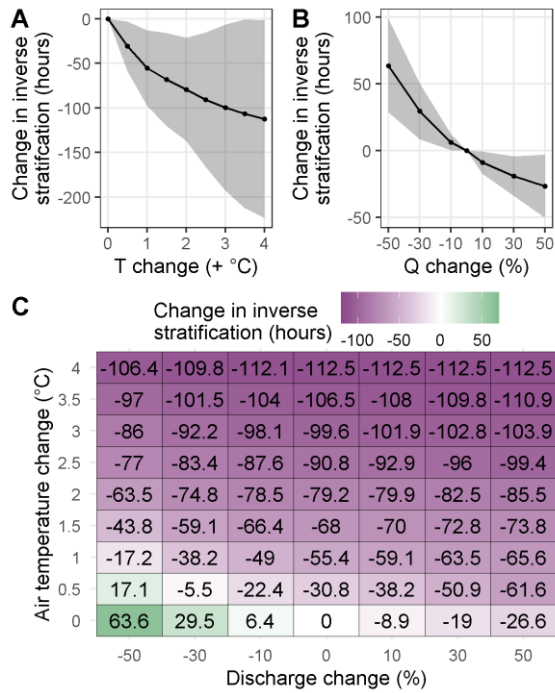 A
Change in inverse
stratifcation (hours)
0
-50
-100
-150
-200
0 1 2 3 4
T change (+ °C)
B
Change in inverse
stratifcation (hours)
100
50
0
-50
-50 -30 -10 10 30 50
Q change (%)
C
Change in inverse
stratification (hours)
-100 -50 0 50
Air temperature change (°C)
4 -106.4 -109.8 -112.1 -112.5 -112.5 -112.5 -112.5
3.5 -97 -101.5 -104 -106.5 -108 -109.8 -110.9
3 -86 -92.2 -98.1 -99.6 -101.9 -102.8 -103.9
2.5 -77 -83.4 -87.6 -90.8 -92.9 -96 -99.4
2 -63.5 -74.8 -78.5 -79.2 -79.9 -82.5 -85.5
1.5 -43.8 -59.1 -66.4 -68 -70 -72.8 -73.8
1 -17.2 -38.2 -49 -55.4 -59.1 -63.5 -65.6
0.5 17.1 -5.5 -22.4 -30.8 -38.2 -50.9 -61.6
0 63.6 29.5 6.4 0 -8.9 -19 -26.6
-50 -30 -10 0 10 30 50
Discharge change (%)